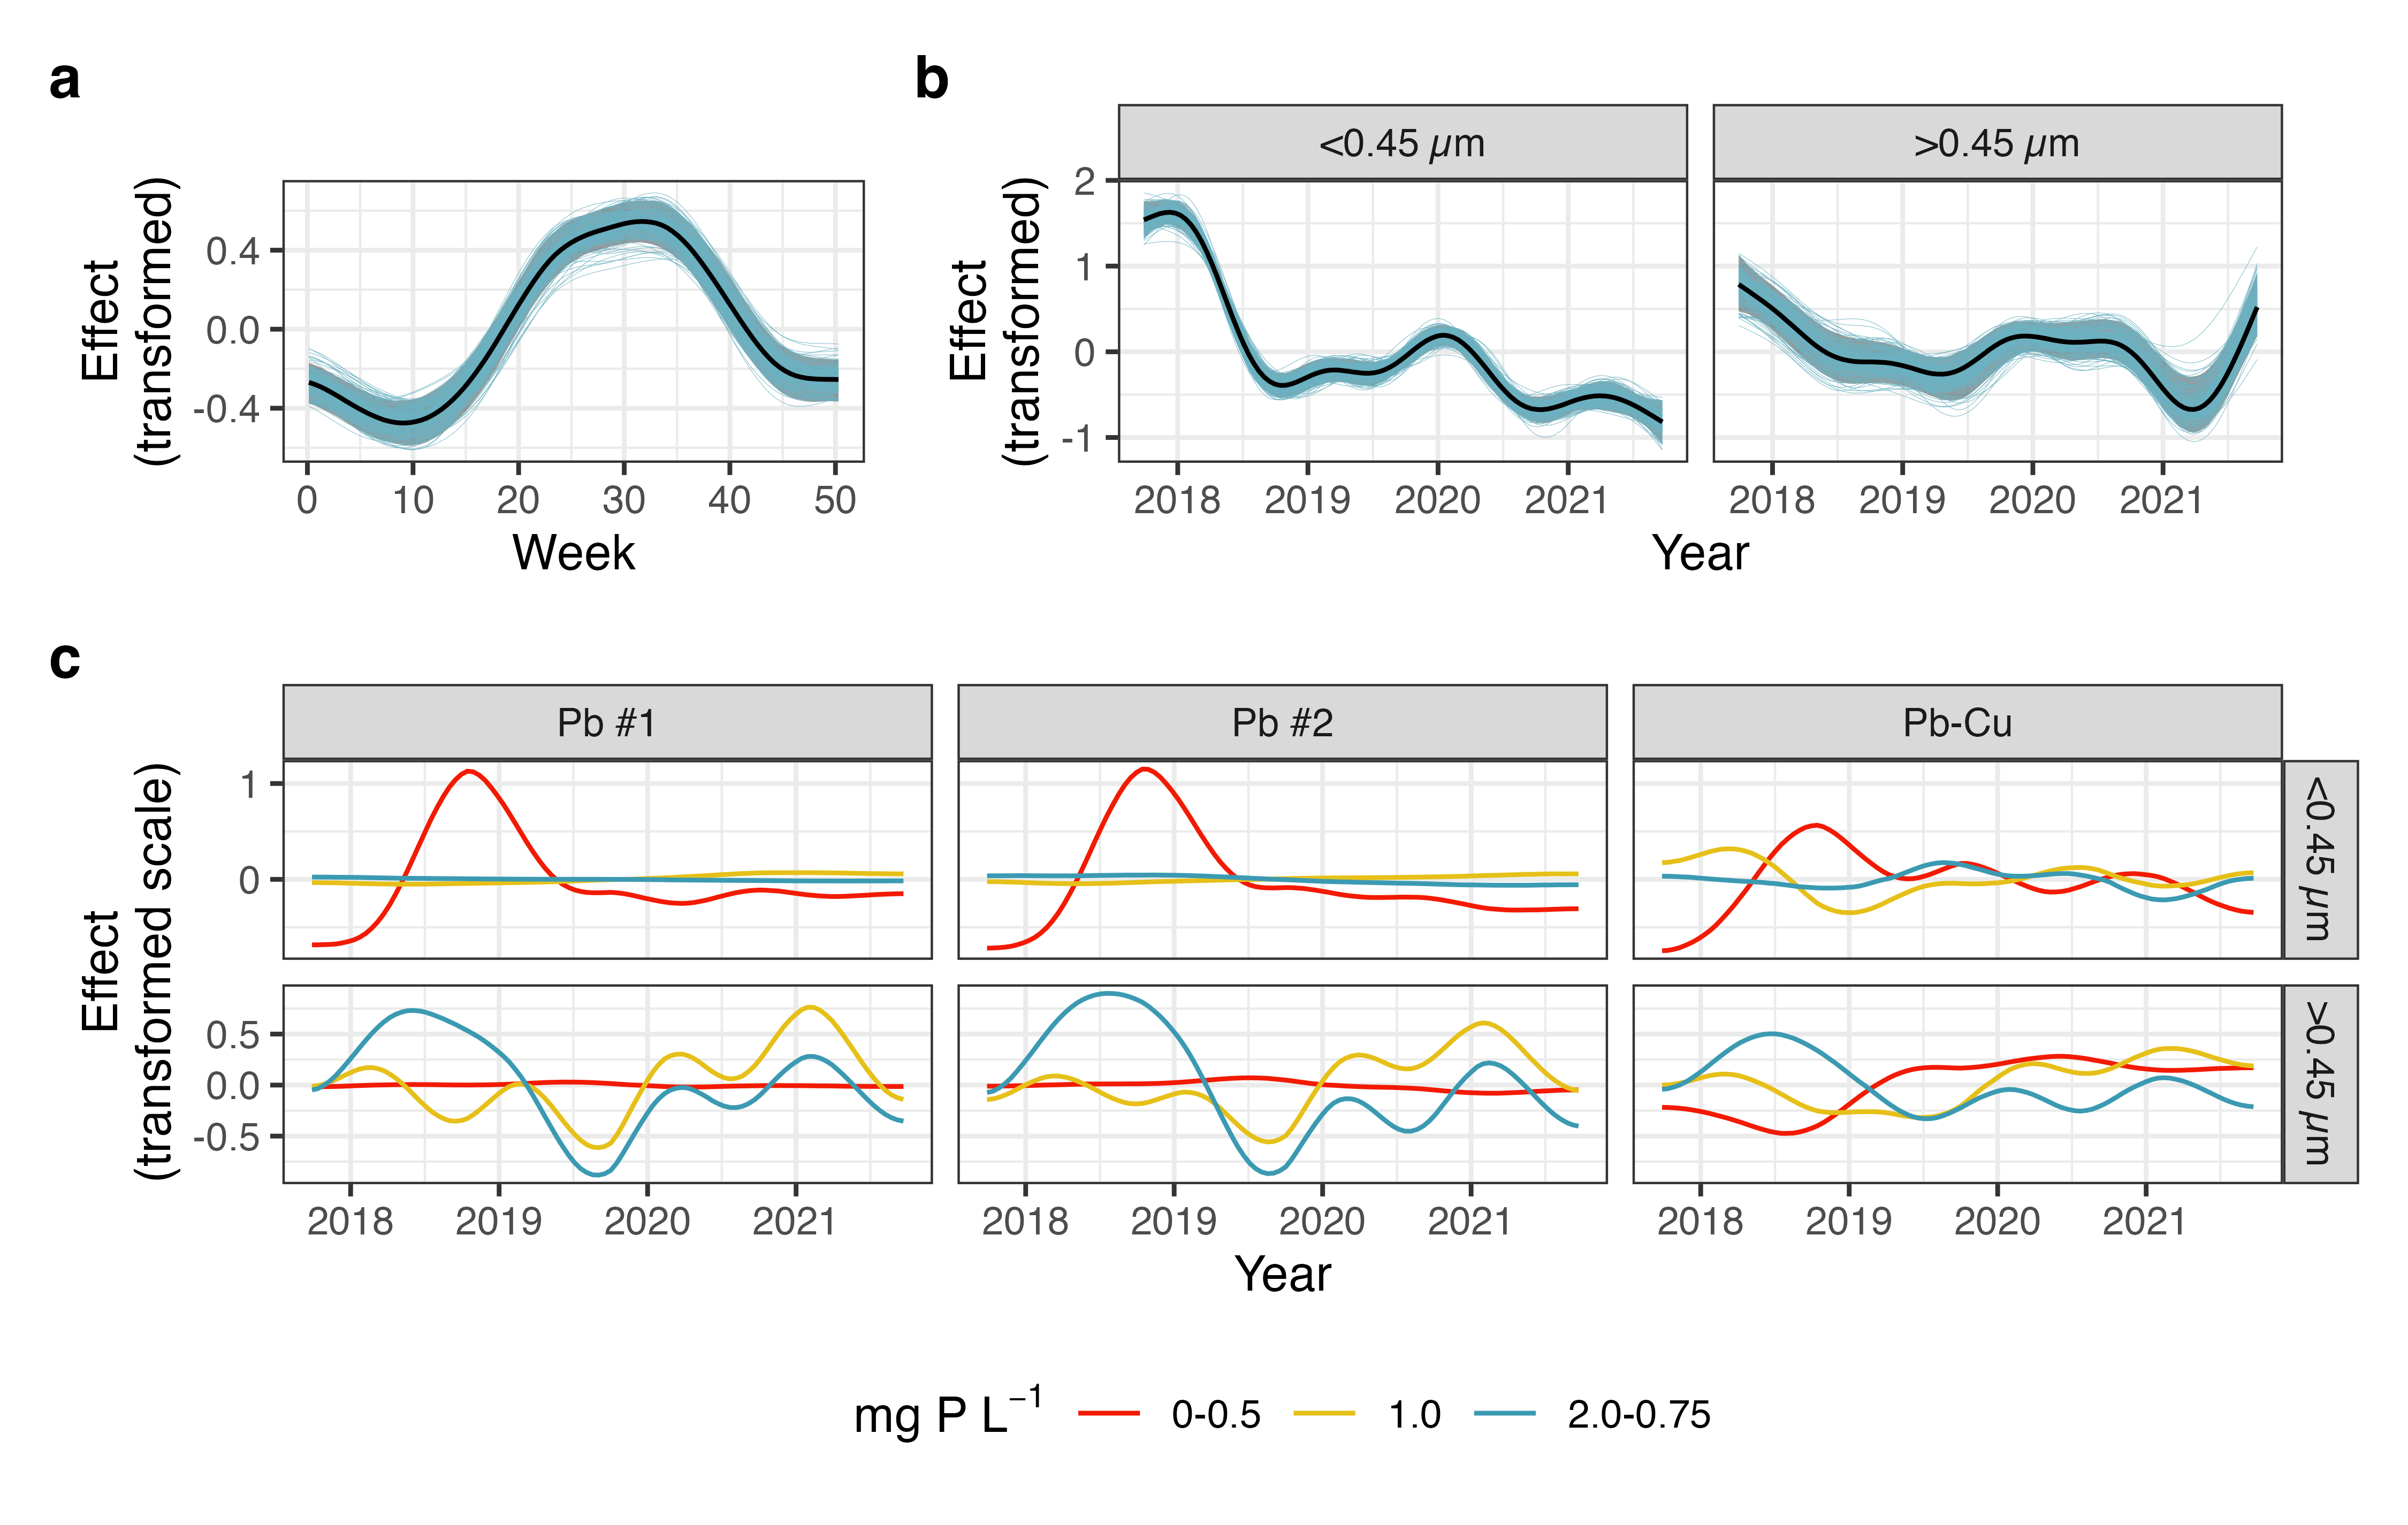 a
b
<0.45 µm
>0.45 µm
Effect
(transformed)
0.4
0.0
-0.4
0
10
20
30
40
50
Week
Effect
(transformed)
2
1
0
-1
2018
2019
2020
2021
2018
2019
2020
2021
Year
c
Pb #1
Pb #2
Pb-Cu
Effect
(transformed scale)
1
0
<0.45 µm
0.5
0.0
-0.5
>0.45 µm
2018
2019
2020
2021
2018
2019
2020
2021
2018
2019
2020
2021
Year
mg P L⁻¹ 0-0.5 1.0 2.0-0.75